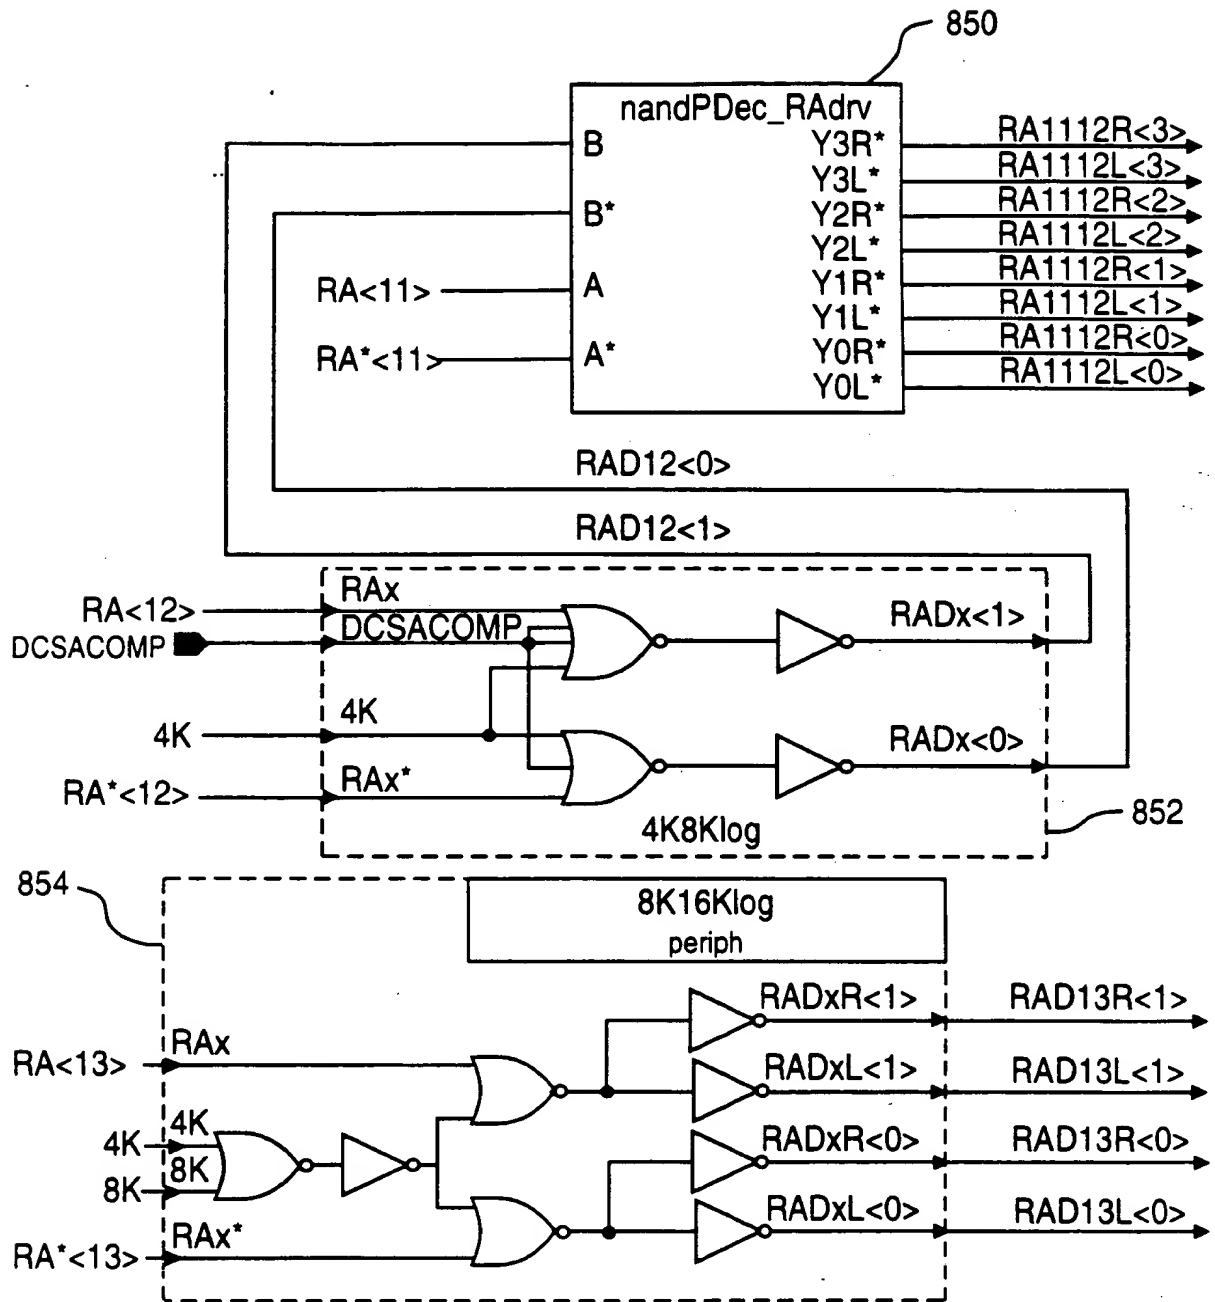 850
nandPDec_RAdrv
B
B*
RA<11>
A
RA*<11>
A*
Y3R*
Y3L*
Y2R*
Y2L*
Y1R*
Y1L*
Y0R*
Y0L*
RA1112R<3>
RA1112L<3>
RA1112R<2>
RA1112L<2>
RA1112R<1>
RA1112L<1>
RA1112R<0>
RA1112L<0>
RAD12<0>
RAD12<1>
RA<12>
RAx
DCSACOMP
DCSACOMP
RADx<1>
4K
4K
RADx<0>
RA*<12>
RAx*
4K8Klog
852
854
8K16Klog
periph
RADxR<1>
RAD13R<1>
RA<13>
RAx
RADxL<1>
RAD13L<1>
4K
4K
RADxR<0>
RAD13R<0>
8K
8K
RADxL<0>
RAD13L<0>
RA*<13>
RAx*